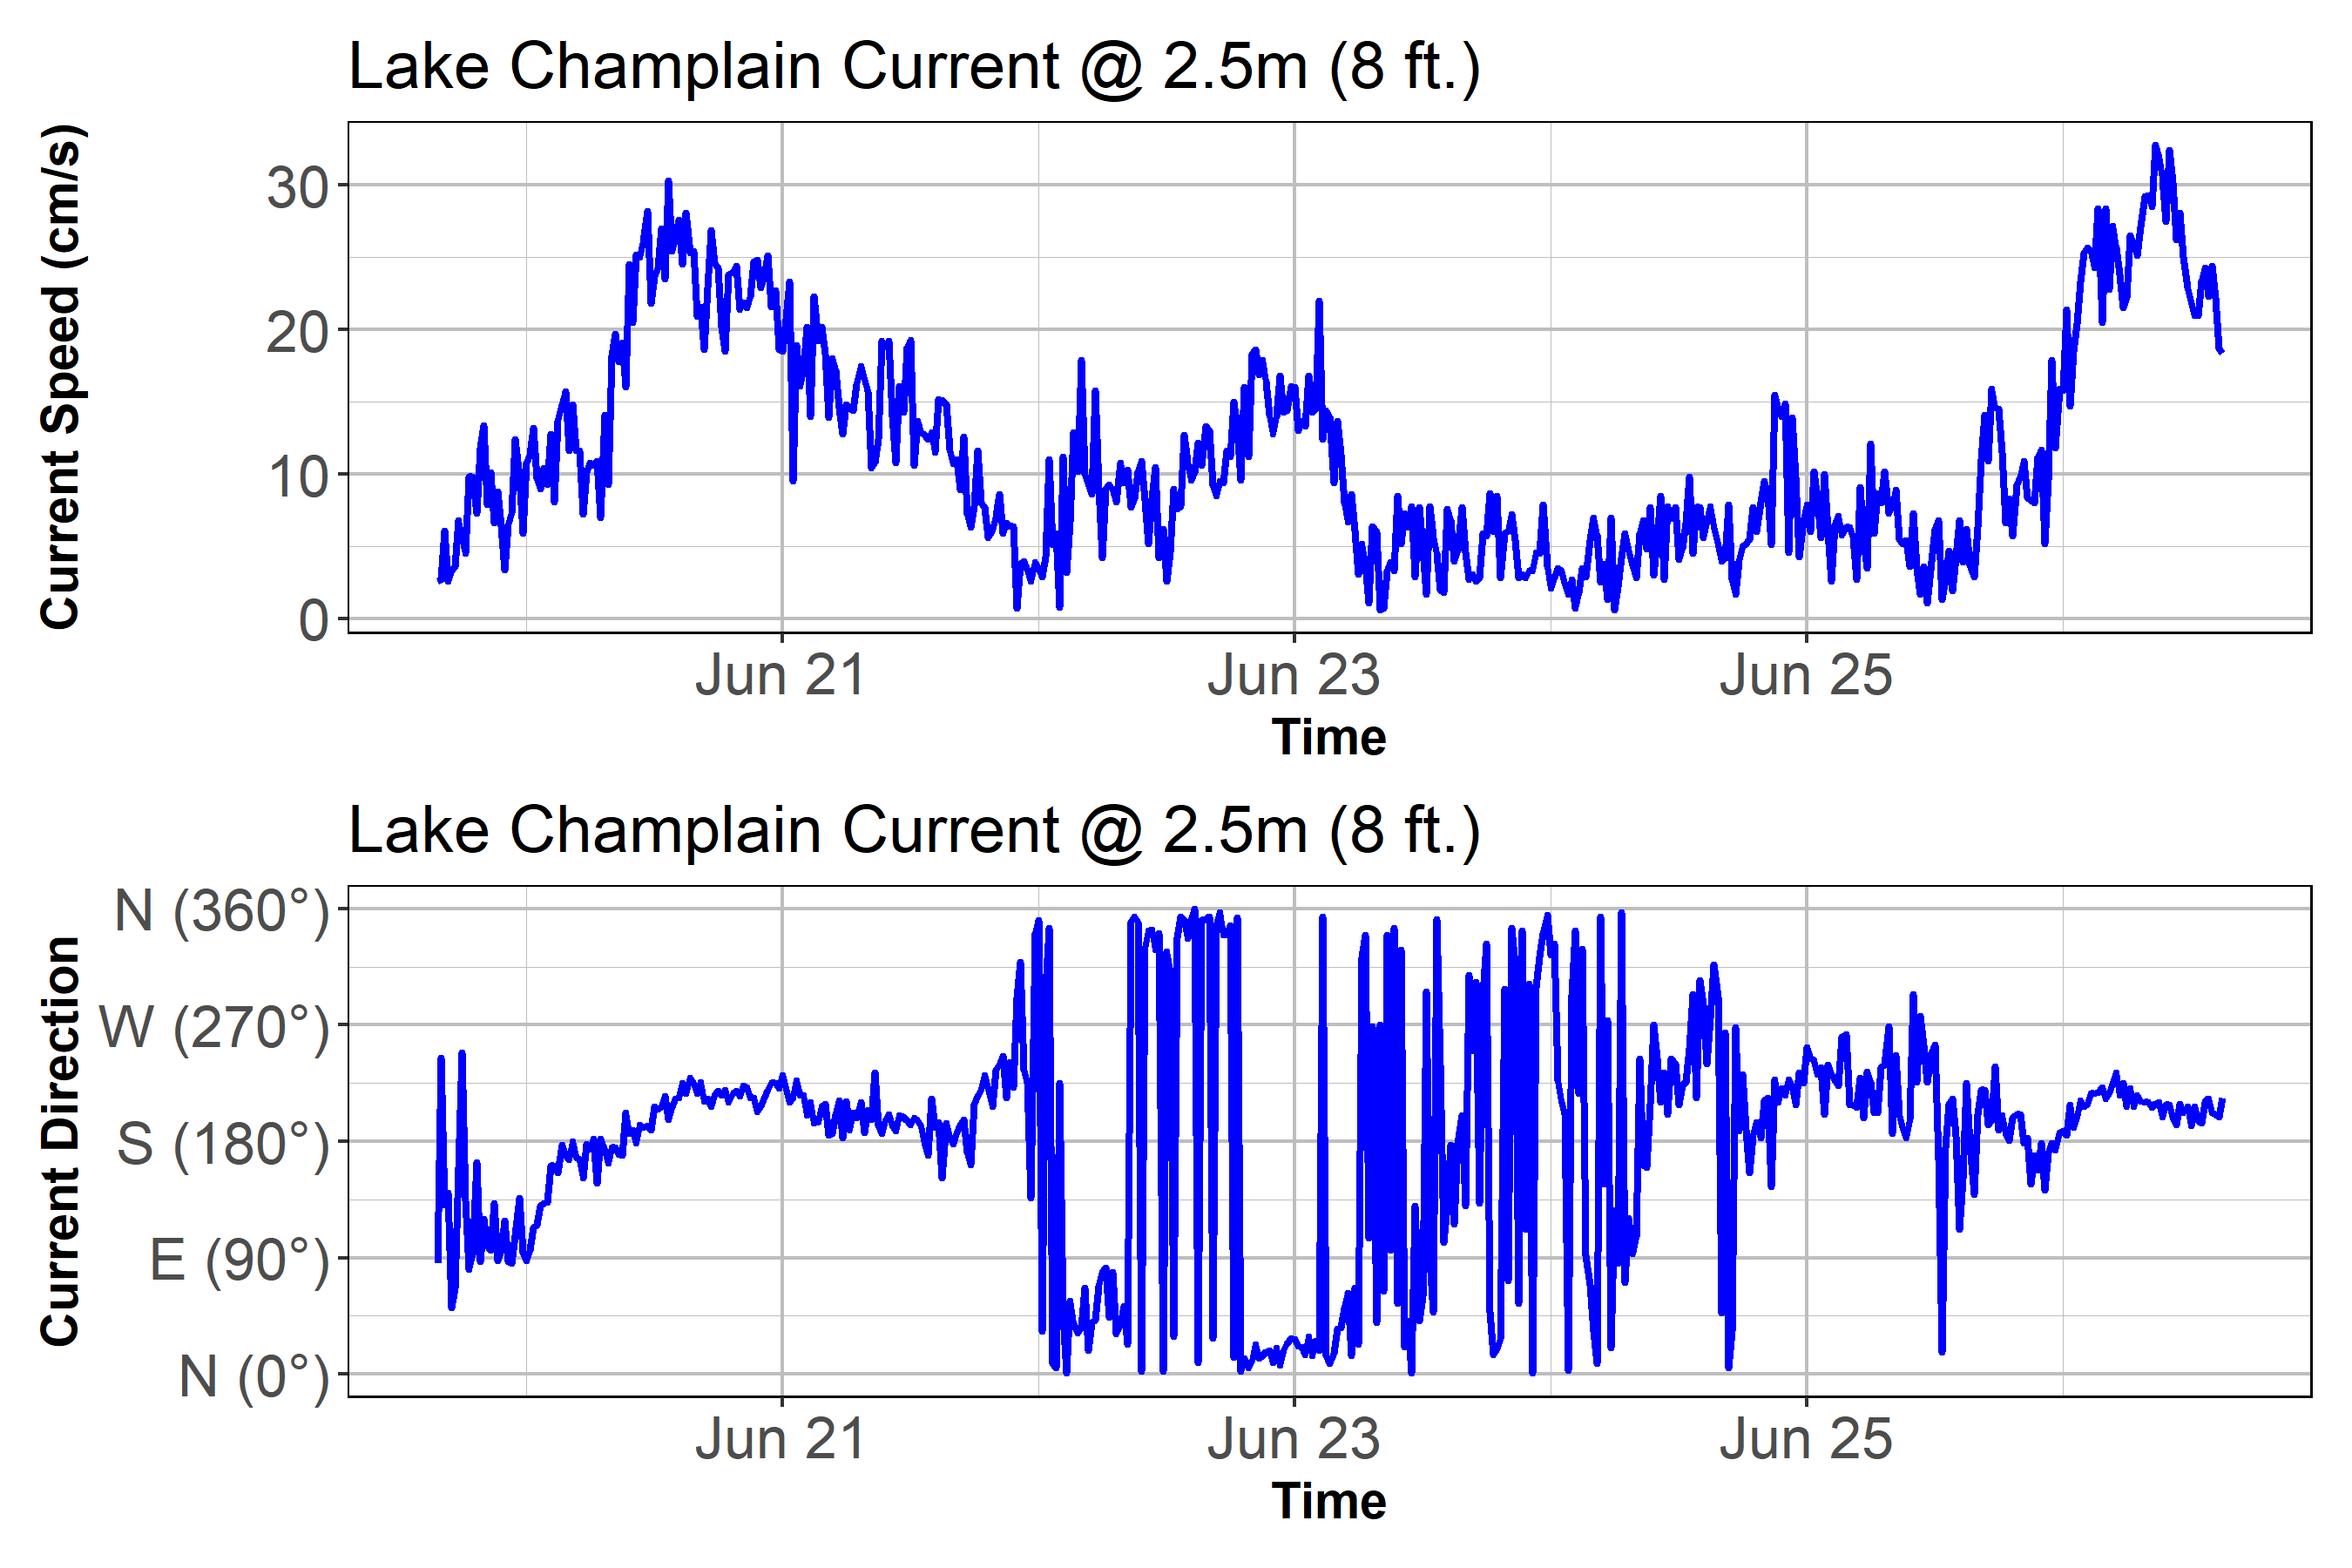 Lake Champlain Current @ 2.5m (8 ft.)
Current Speed (cm/s)
30
20
10
0
Jun 21
Jun 23
Jun 25
Time
Lake Champlain Current @ 2.5m (8 ft.)
Current Direction
N (360°)
W (270°)
S (180°)
E (90°)
N (0°)
Jun 21
Jun 23
Jun 25
Time